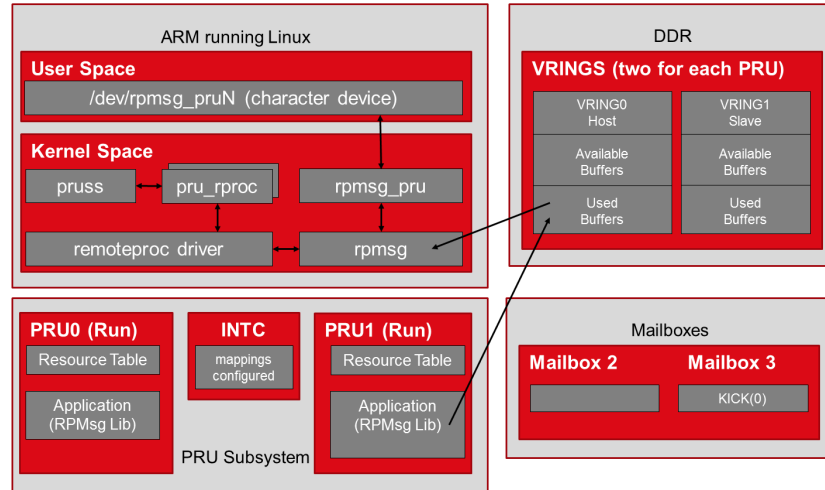 ARM running Linux
User Space
/dev/rpmsg_pruN (character device)
Kernel Space
pruss
pru_rproc
rpmsg_pru
remoteproc driver
rpmsg
DDR
VRINGS (two for each PRU)
VRING0
Host
VRING1
Slave
Available
Buffers
Available
Buffers
Used
Buffers
Used
Buffers
PRU0 (Run)
Resource Table
Application
(RPMsg Lib)
INTC
mappings
configured
PRU1 (Run)
Resource Table
Application
(RPMsg Lib)
PRU Subsystem
Mailboxes
Mailbox 2
Mailbox 3
KICK(0)